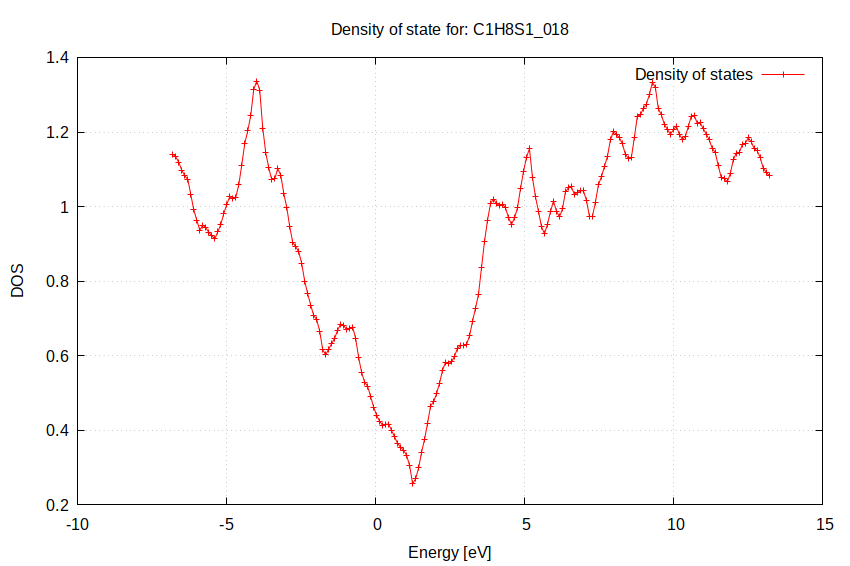 Density of state for: C1H8S1_018
Density of states
DOS
1.4
1.2
1
0.8
0.6
0.4
0.2
-10 -5 0 5 10 15
Energy [eV]